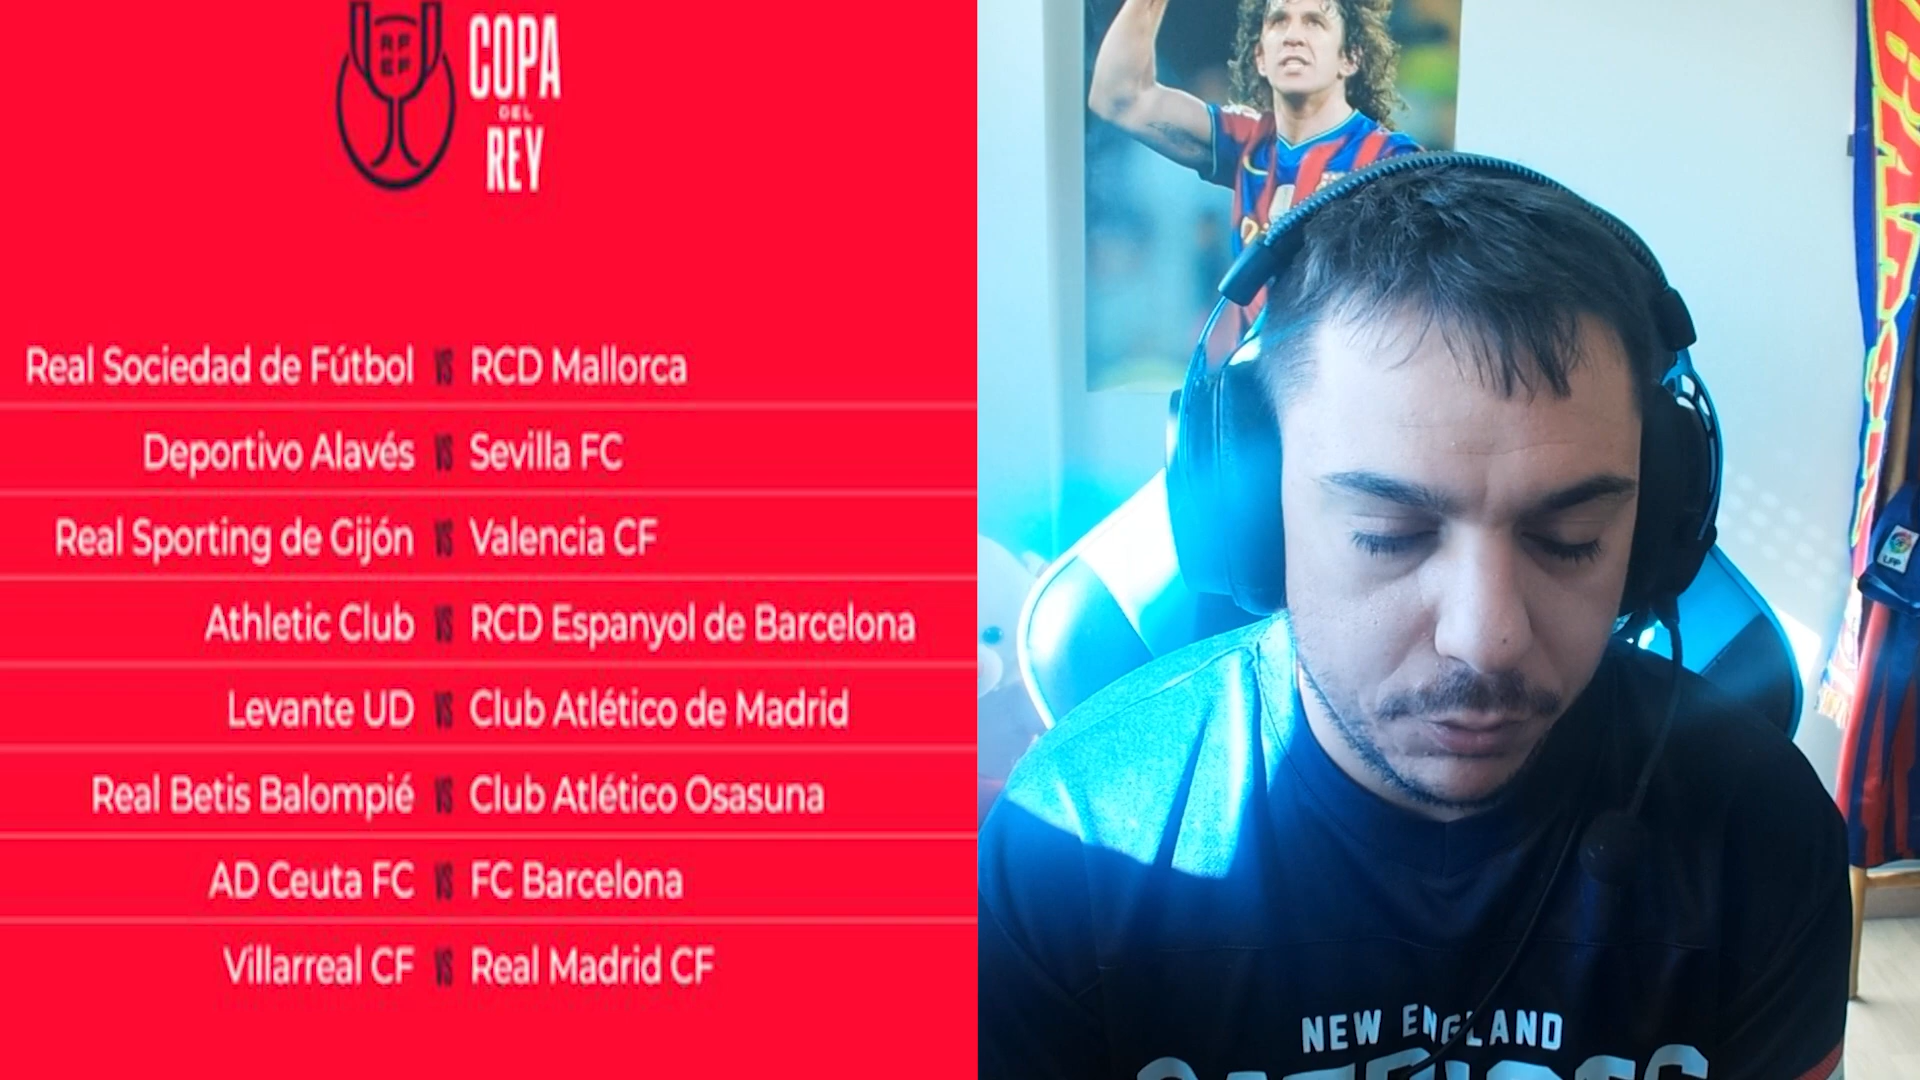 RF
EF
COPA
DEL
REY
Real Sociedad de Fútbol VS RCD Mallorca
Deportivo Alavés VS Sevilla FC
Real Sporting de Gijón VS Valencia CF
Athletic Club VS RCD Espanyol de Barcelona
Levante UD VS Club Atlético de Madrid
Real Betis Balompié VS Club Atlético Osasuna
AD Ceuta FC VS FC Barcelona
Villarreal CF VS Real Madrid CF
NEW ENGLAND
LFP